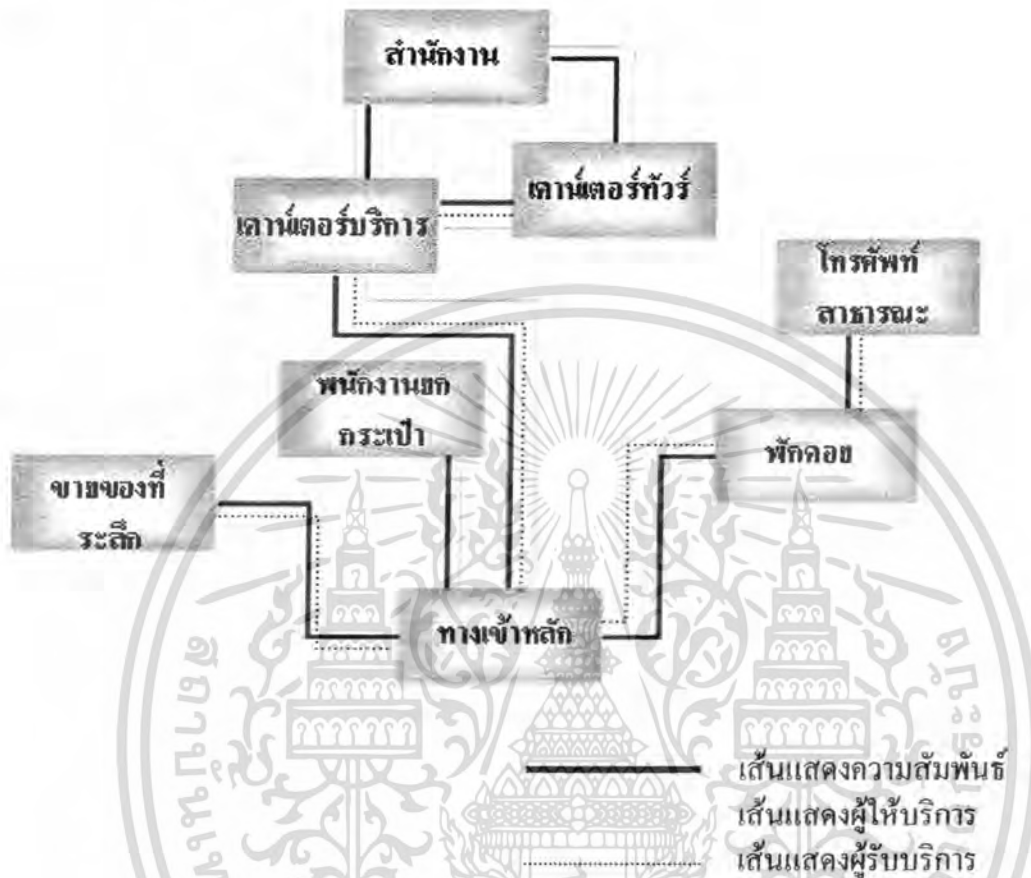 สำนักงาน
เคาน์เตอร์ทัวร์
เคาน์เตอร์บริการ
โทรศัพท์
สาธารณะ
พนักงานยก
กระเป๋า
พักคอย
ขายของที่
ระลึก
ทางเข้าหลัก
เส้นแสดงความสัมพันธ์
เส้นแสดงผู้ให้บริการ
เส้นแสดงผู้รับบริการ